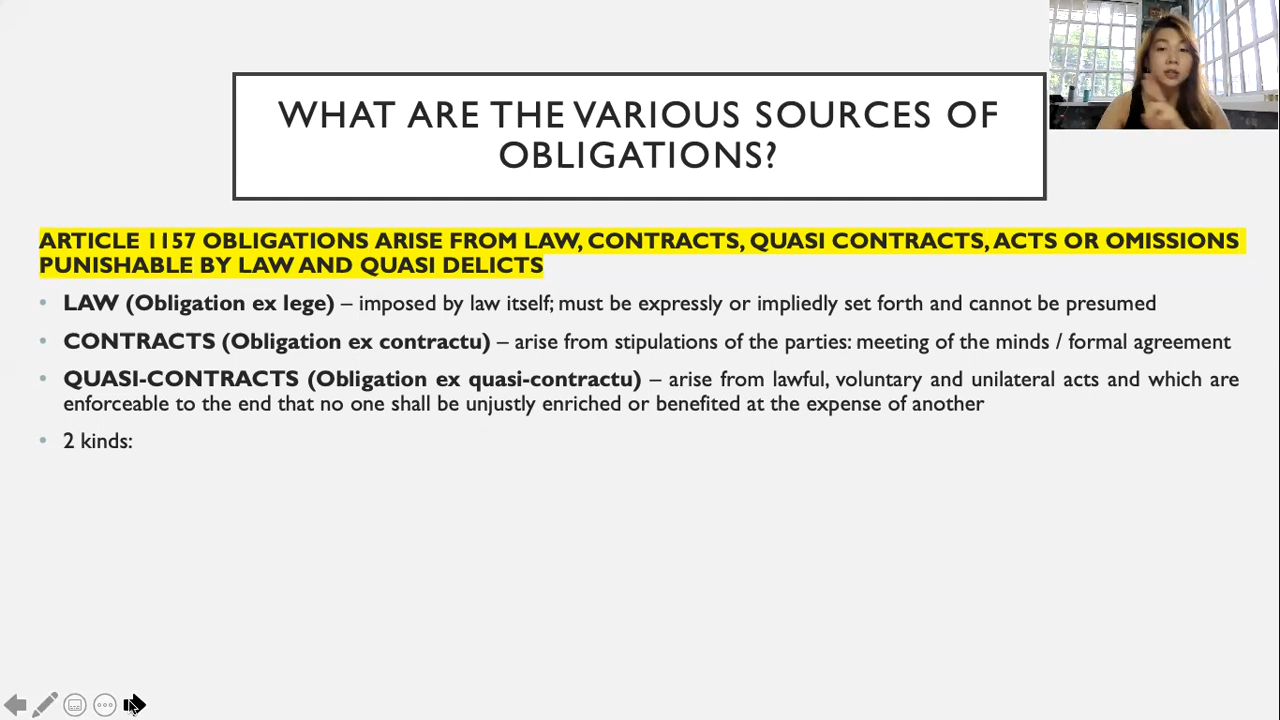 WHAT ARE THE VARIOUS SOURCES OF
OBLIGATIONS?
ARTICLE 1157 OBLIGATIONS ARISE FROM LAW, CONTRACTS, QUASI CONTRACTS, ACTS OR OMISSIONS
PUNISHABLE BY LAW AND QUASI DELICTS
• LAW (Obligation ex lege) – imposed by law itself; must be expressly or impliedly set forth and cannot be presumed
• CONTRACTS (Obligation ex contractu) – arise from stipulations of the parties: meeting of the minds / formal agreement
• QUASI-CONTRACTS (Obligation ex quasi-contractu) – arise from lawful, voluntary and unilateral acts and which are
enforceable to the end that no one shall be unjustly enriched or benefited at the expense of another
• 2 kinds: